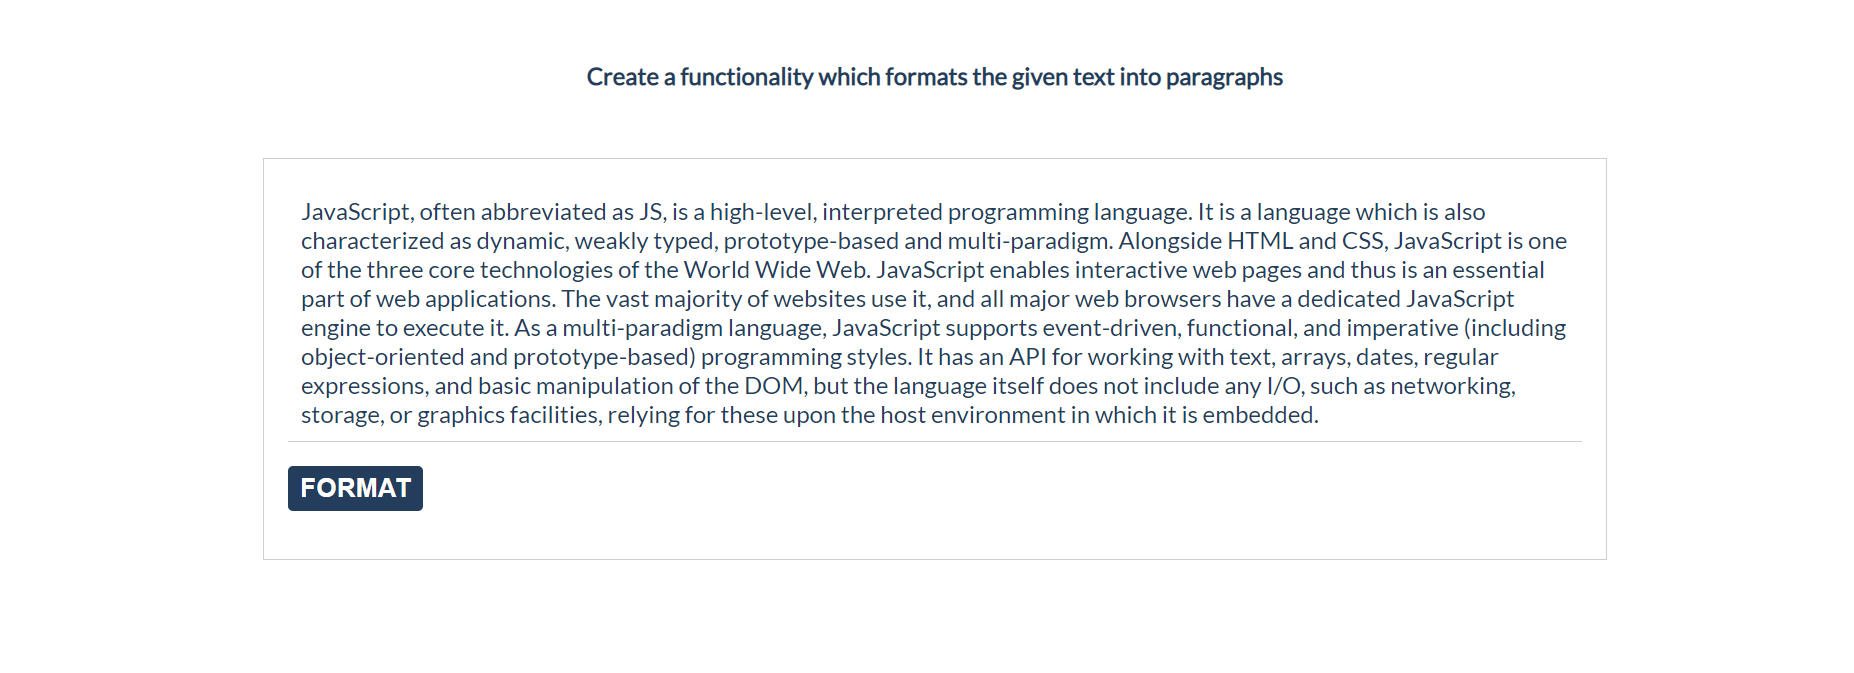 Create a functionality which formats the given text into paragraphs
JavaScript, often abbreviated as JS, is a high-level, interpreted programming language. It is a language which is also
characterized as dynamic, weakly typed, prototype-based and multi-paradigm. Alongside HTML and CSS, JavaScript is one
of the three core technologies of the World Wide Web. JavaScript enables interactive web pages and thus is an essential
part of web applications. The vast majority of websites use it, and all major web browsers have a dedicated JavaScript
engine to execute it. As a multi-paradigm language, JavaScript supports event-driven, functional, and imperative (including
object-oriented and prototype-based) programming styles. It has an API for working with text, arrays, dates, regular
expressions, and basic manipulation of the DOM, but the language itself does not include any I/O, such as networking,
storage, or graphics facilities, relying for these upon the host environment in which it is embedded.
FORMAT